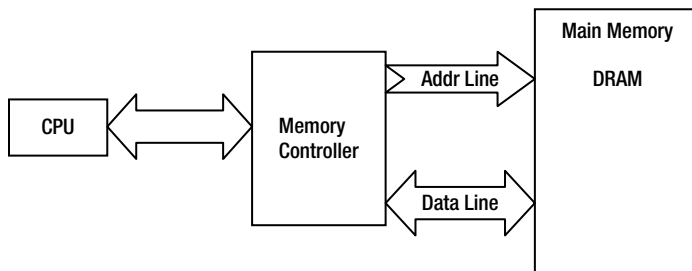 CPU
Memory
Controller
Addr Line
Data Line
Main Memory
DRAM